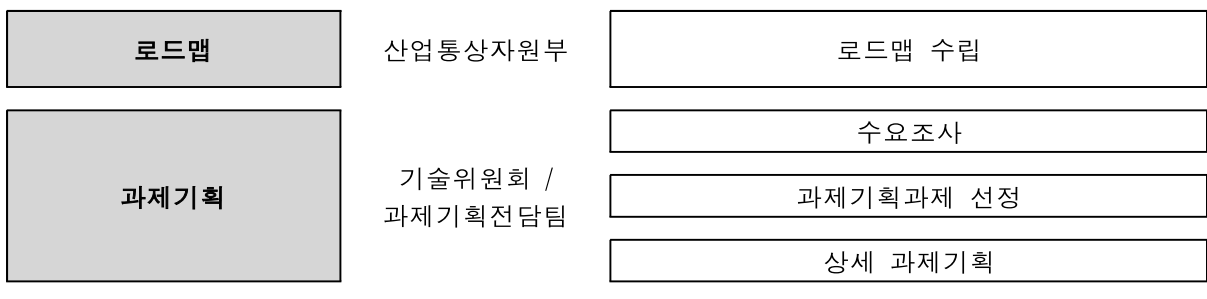 로드맵
산업통상자원부
로드맵 수립
과제기획
기술위원회 /
과제기획전담팀
수요조사
과제기획과제 선정
상세 과제기획